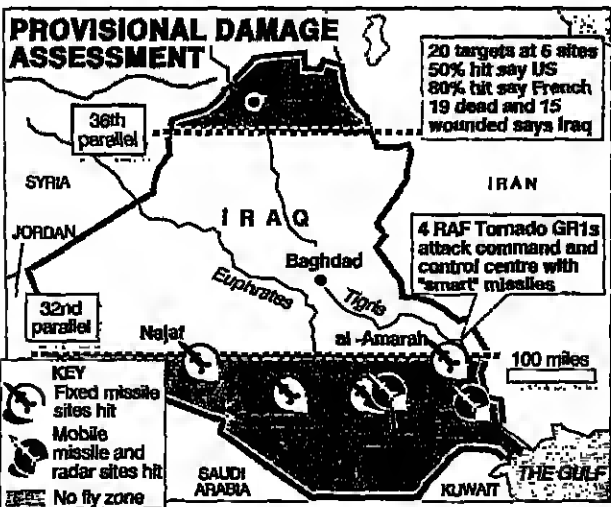 PROVISIONAL DAMAGE
ASSESSMENT
20 targets at 6 sites
50% hit say US
80% hit say French
19 dead and 15
wounded says Iraq
36th
parallel
SYRIA
IRAN
IRAQ
JORDAN
4 RAF Tornado GR1s
attack command and
control centre with
"smart" missiles
Baghdad
Euphrates
Tigris
32nd
parallel
Najaf
al-Amarah
100 miles
KEY
Fixed missile
sites hit
Mobile
missile and
radar sites hit
No fly zone
SAUDI
ARABIA
KUWAIT
THE GULF